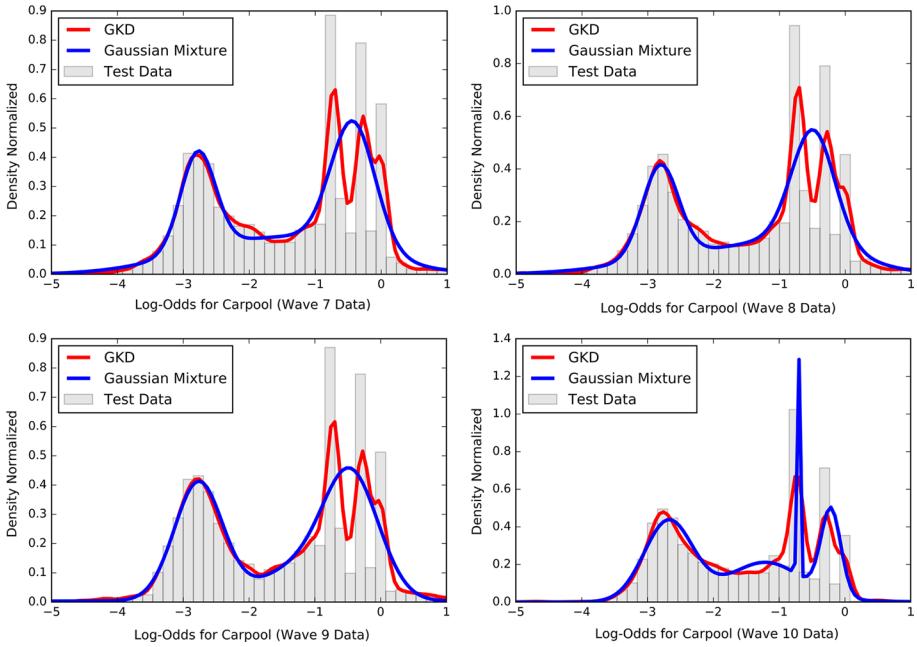 GKD
Gaussian Mixture
Test Data
Density Normalized
0.9
0.8
0.7
0.6
0.5
0.4
0.3
0.2
0.1
0.0
−5 −4 −3 −2 −1 0 1
Log-Odds for Carpool (Wave 7 Data)
GKD
Gaussian Mixture
Test Data
Density Normalized
1.0
0.8
0.6
0.4
0.2
0.0
−5 −4 −3 −2 −1 0 1
Log-Odds for Carpool (Wave 8 Data)
GKD
Gaussian Mixture
Test Data
Density Normalized
0.9
0.8
0.7
0.6
0.5
0.4
0.3
0.2
0.1
0.0
−5 −4 −3 −2 −1 0 1
Log-Odds for Carpool (Wave 9 Data)
GKD
Gaussian Mixture
Test Data
Density Normalized
1.4
1.2
1.0
0.8
0.6
0.4
0.2
0.0
−5 −4 −3 −2 −1 0 1
Log-Odds for Carpool (Wave 10 Data)